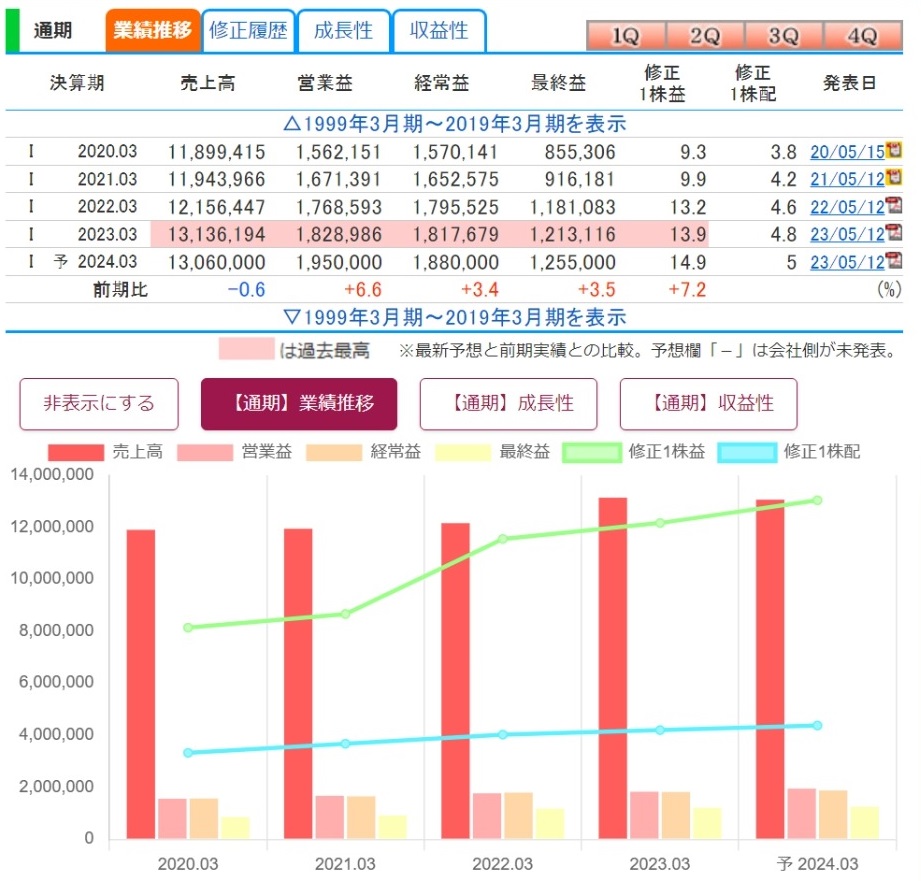 通期 業績推移 修正履歴 成長性 収益性 1Q 2Q 3Q 4Q
決算期 売上高 営業益 経常益 最終益 修正1株益 修正1株配 発表日
△1999年3月期～2019年3月期を表示
I 2020.03 11,899,415 1,562,151 1,570,141 855,306 9.3 3.8 20/05/15
I 2021.03 11,943,966 1,671,391 1,652,575 916,181 9.9 4.2 21/05/12
I 2022.03 12,156,447 1,768,593 1,795,525 1,181,083 13.2 4.6 22/05/12
I 2023.03 13,136,194 1,828,986 1,817,679 1,213,116 13.9 4.8 23/05/12
I 予 2024.03 13,060,000 1,950,000 1,880,000 1,255,000 14.9 5 23/05/12
前期比 −0.6 +6.6 +3.4 +3.5 +7.2 (%)
▽1999年3月期～2019年3月期を表示
は過去最高 ※最新予想と前期実績との比較。予想欄「－」は会社側が未発表。
非表示にする 【通期】業績推移 【通期】成長性 【通期】収益性
売上高 営業益 経常益 最終益 修正1株益 修正1株配
14,000,000
12,000,000
10,000,000
8,000,000
6,000,000
4,000,000
2,000,000
0
2020.03 2021.03 2022.03 2023.03 予 2024.03